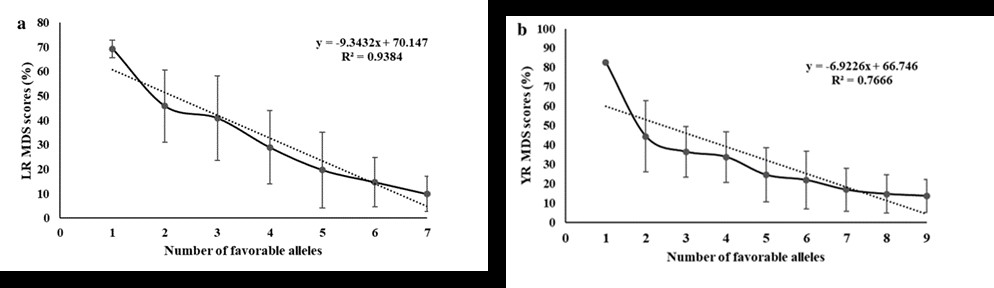 a
LR MDS scores (%)
80
70
60
50
40
30
20
10
0
y = -9.3432x + 70.147
R² = 0.9384
0 1 2 3 4 5 6 7
Number of favorable alleles
b
YR MDS scores (%)
100
90
80
70
60
50
40
30
20
10
0
y = -6.9226x + 66.746
R² = 0.7666
0 1 2 3 4 5 6 7 8 9
Number of favorable alleles